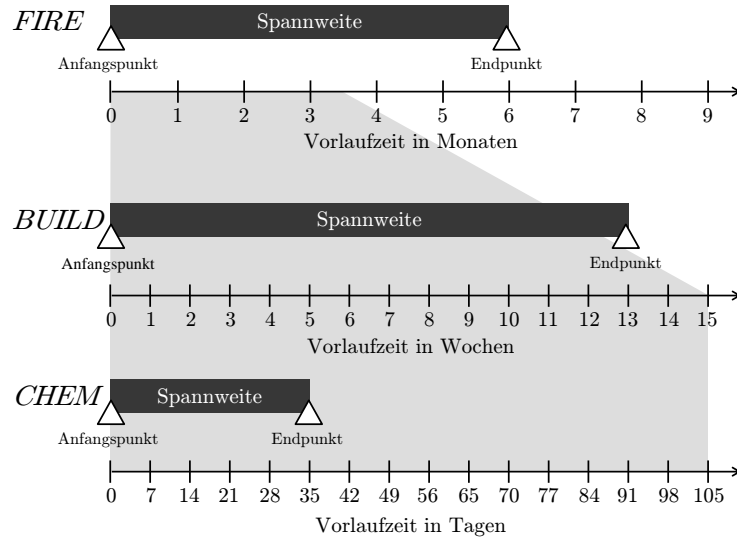 FIRE
Spannweite
Anfangspunkt Endpunkt
0 1 2 3 4 5 6 7 8 9
Vorlaufzeit in Monaten
BUILD
Spannweite
Anfangspunkt Endpunkt
0 1 2 3 4 5 6 7 8 9 10 11 12 13 14 15
Vorlaufzeit in Wochen
CHEM
Spannweite
Anfangspunkt Endpunkt
0 7 14 21 28 35 42 49 56 65 70 77 84 91 98 105
Vorlaufzeit in Tagen